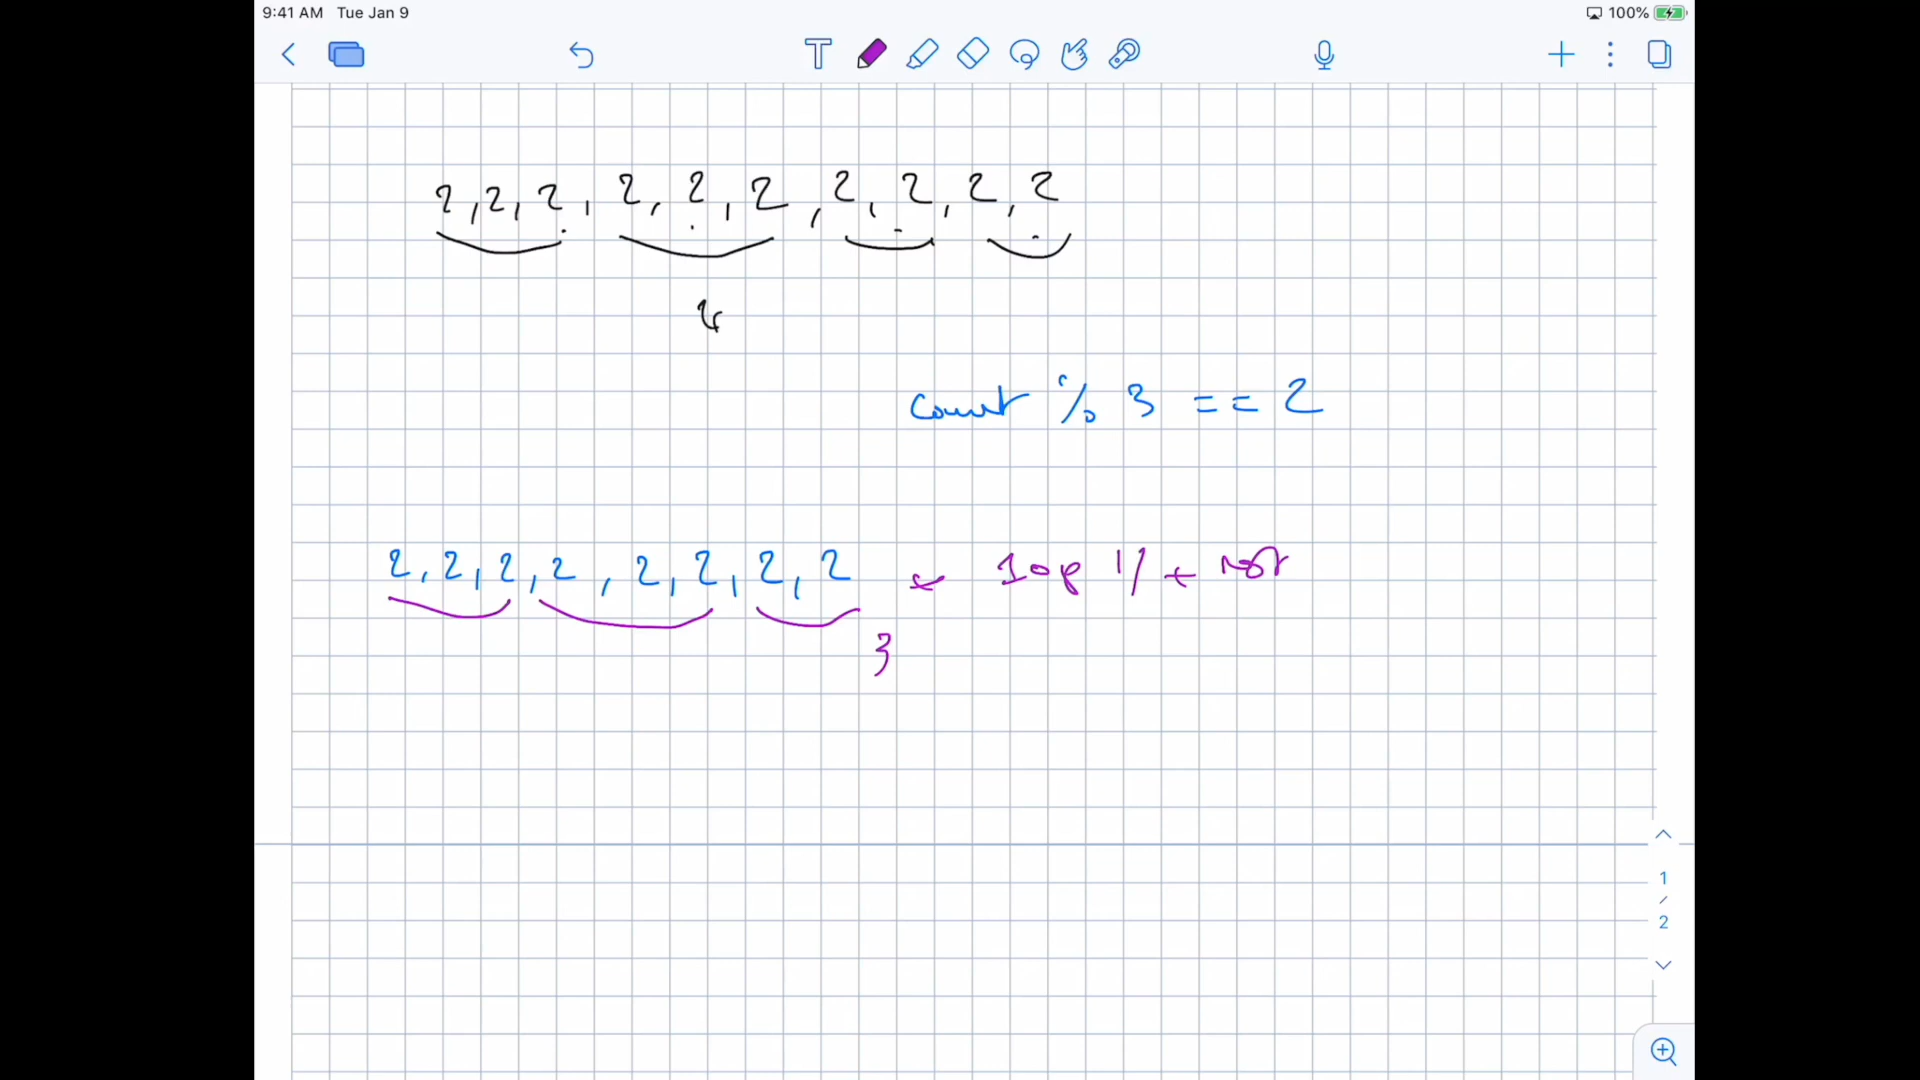 9:41 AM Tue Jan 9 100%
2, 2, 2, 2, 2, 2, 2, 2, 2, 2
4
count % 3 == 2
2, 2, 2, 2, 2, 2, 2, 2
3
1
2